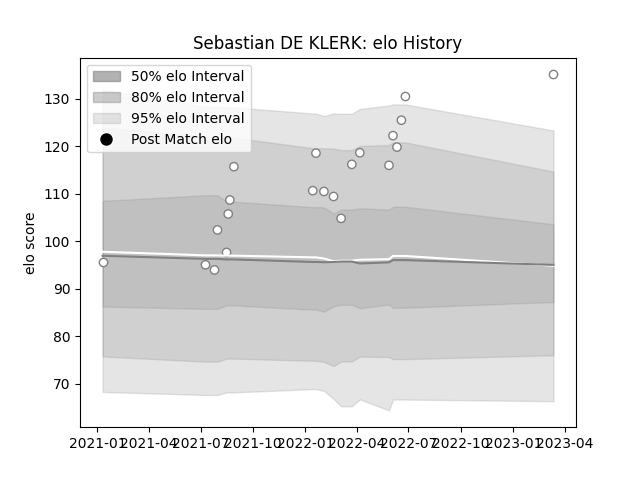 Sebastian DE KLERK: elo History
50% elo Interval
80% elo Interval
95% elo Interval
Post Match elo
elo score
130
120
110
100
90
80
70
2021-01 2021-04 2021-07 2021-10 2022-01 2022-04 2022-07 2022-10 2023-01 2023-04